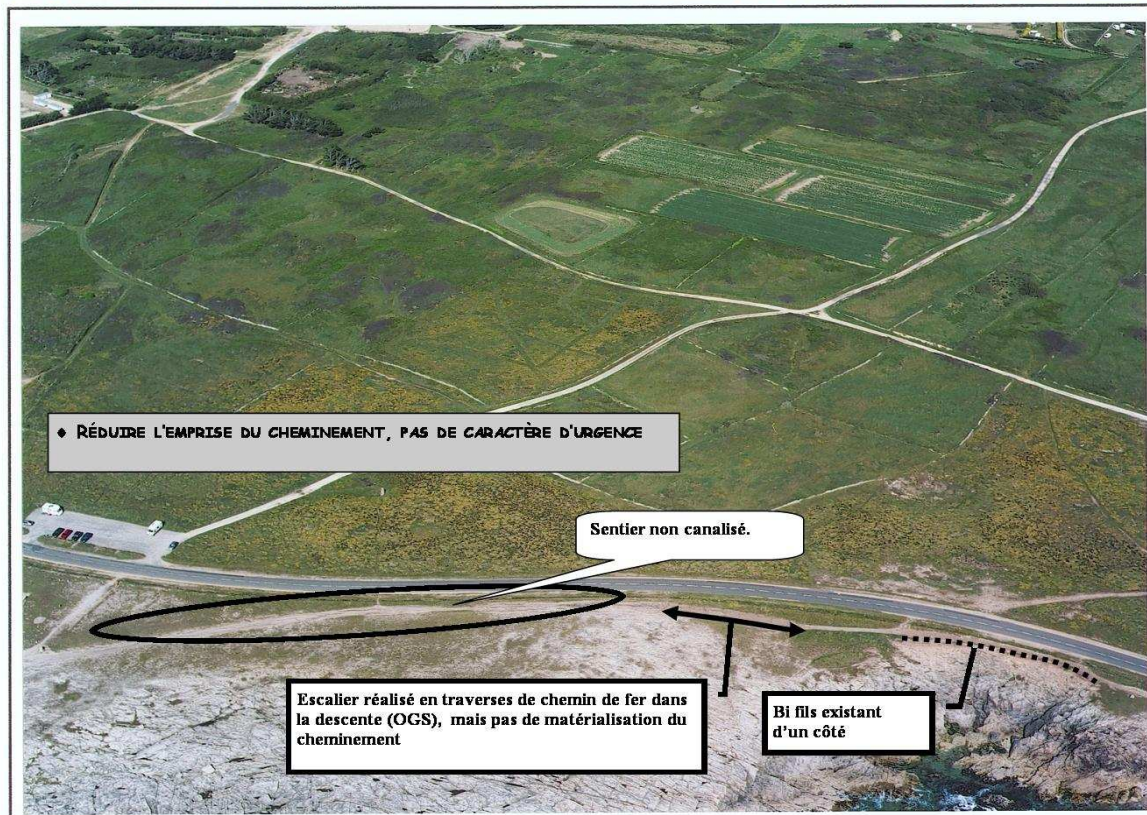 ♦ RÉDUIRE L'EMPRISE DU CHEMINEMENT, PAS DE CARACTÈRE D'URGENCE
Sentier non canalisé.
Escalier réalisé en traverses de chemin de fer dans
la descente (OGS), mais pas de matérialisation du
cheminement
Bi fils existant
d'un côté